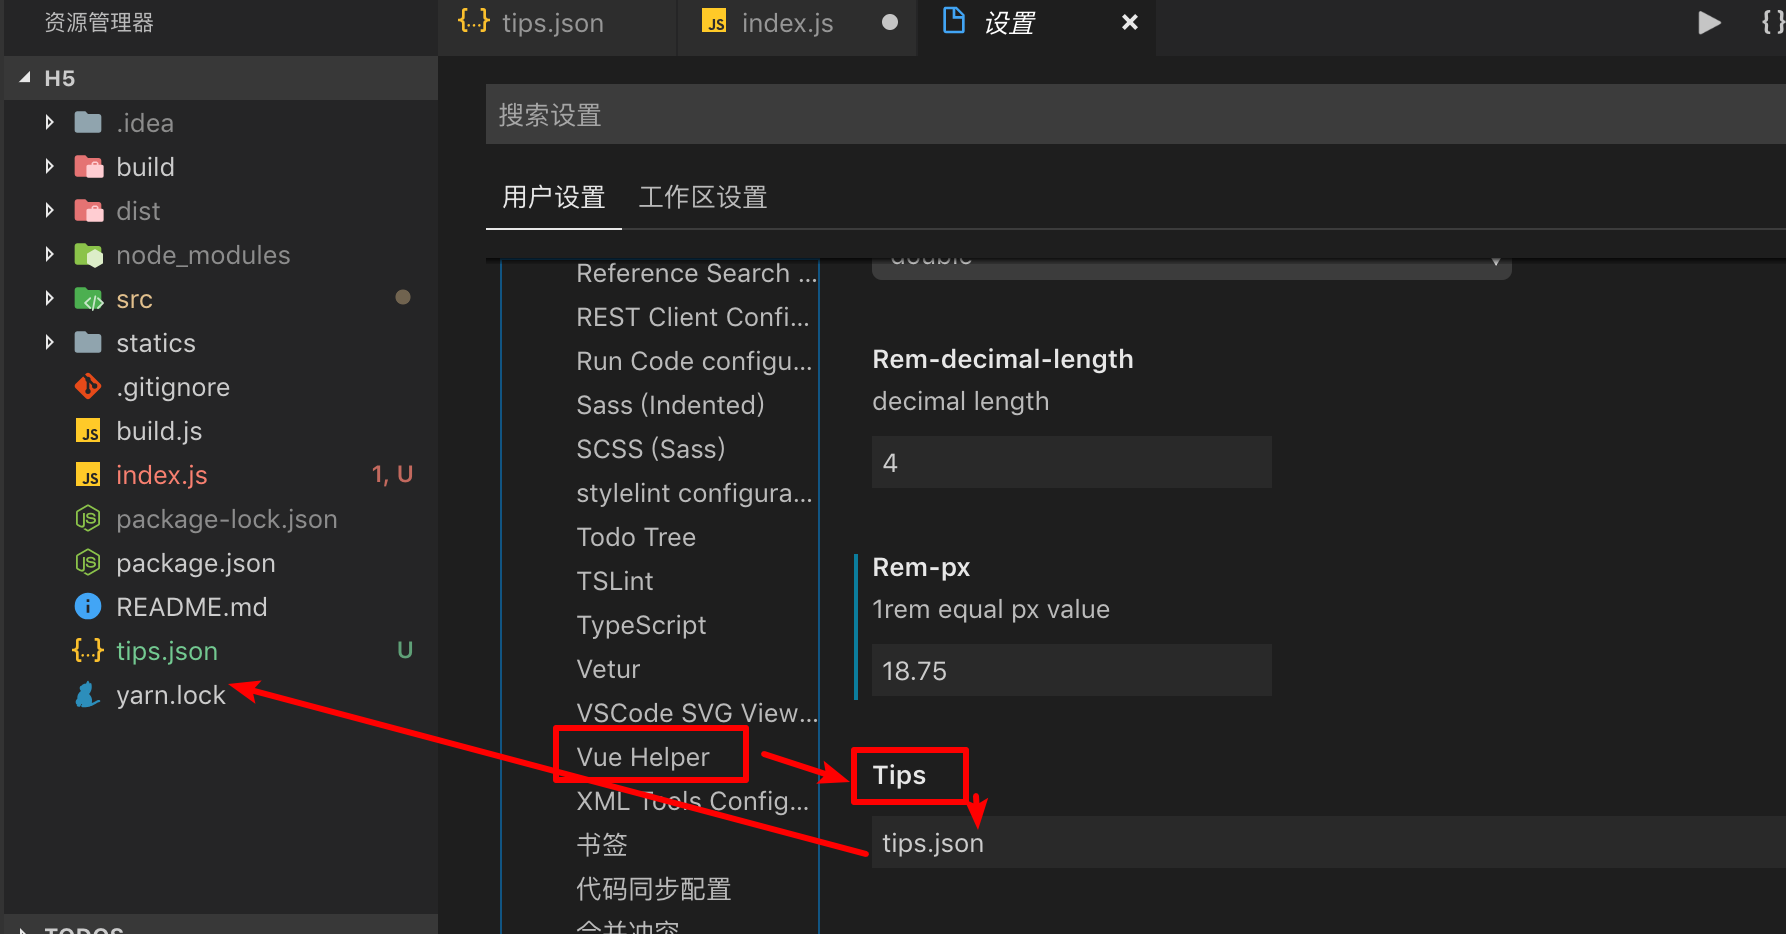 资源管理器
H5
.idea
build
dist
node_modules
src
statics
.gitignore
build.js
index.js 1, U
package-lock.json
package.json
README.md
tips.json U
yarn.lock
TODOS
tips.json
index.js
设置
搜索设置
用户设置
工作区设置
Reference Search ...
REST Client Confi...
Run Code configu...
Sass (Indented)
SCSS (Sass)
stylelint configura...
Todo Tree
TSLint
TypeScript
Vetur
VSCode SVG View...
Vue Helper
XML Tools Config...
书签
代码同步配置
合并冲突
double
Rem-decimal-length
decimal length
4
Rem-px
1rem equal px value
18.75
Tips
tips.json